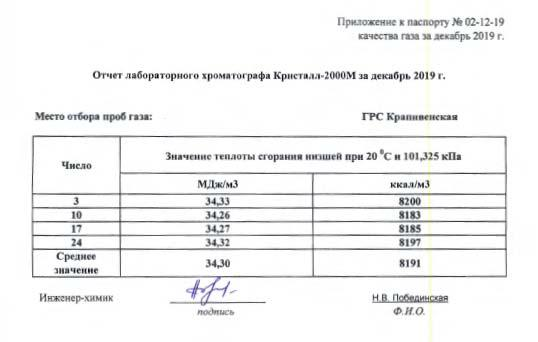 Приложение к паспорту № 02-12-19
качества газа за декабрь 2019 г.
Отчет лабораторного хроматографа Кристалл-2000М за декабрь 2019 г.
Место отбора проб газа: ГРС Крапивенская
Число Значение теплоты сгорания низшей при 20 ⁰С и 101,325 кПа
МДж/м3 ккал/м3
3 34,33 8200
10 34,26 8183
17 34,27 8185
24 34,32 8197
Среднее значение 34,30 8191
Инженер-химик Н.В. Побединская
подпись Ф.И.О.